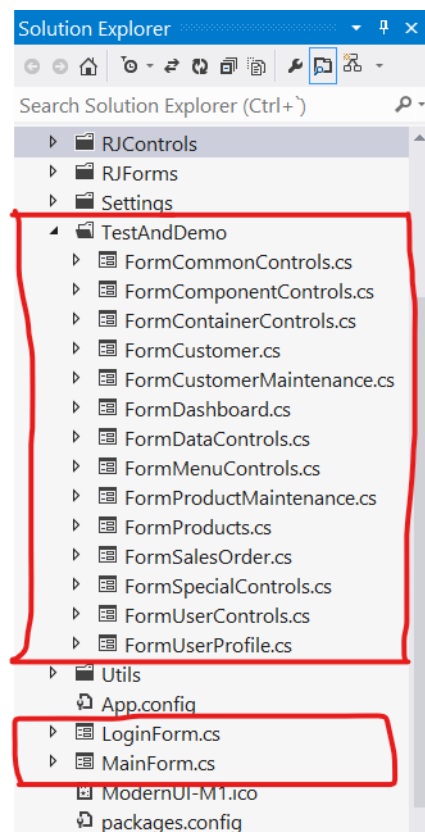 Solution Explorer
Search Solution Explorer (Ctrl+`)
RJControls
RJForms
Settings
TestAndDemo
FormCommonControls.cs
FormComponentControls.cs
FormContainerControls.cs
FormCustomer.cs
FormCustomerMaintenance.cs
FormDashboard.cs
FormDataControls.cs
FormMenuControls.cs
FormProductMaintenance.cs
FormProducts.cs
FormSalesOrder.cs
FormSpecialControls.cs
FormUserControls.cs
FormUserProfile.cs
Utils
App.config
LoginForm.cs
MainForm.cs
ModernUI-M1.ico
packages.config